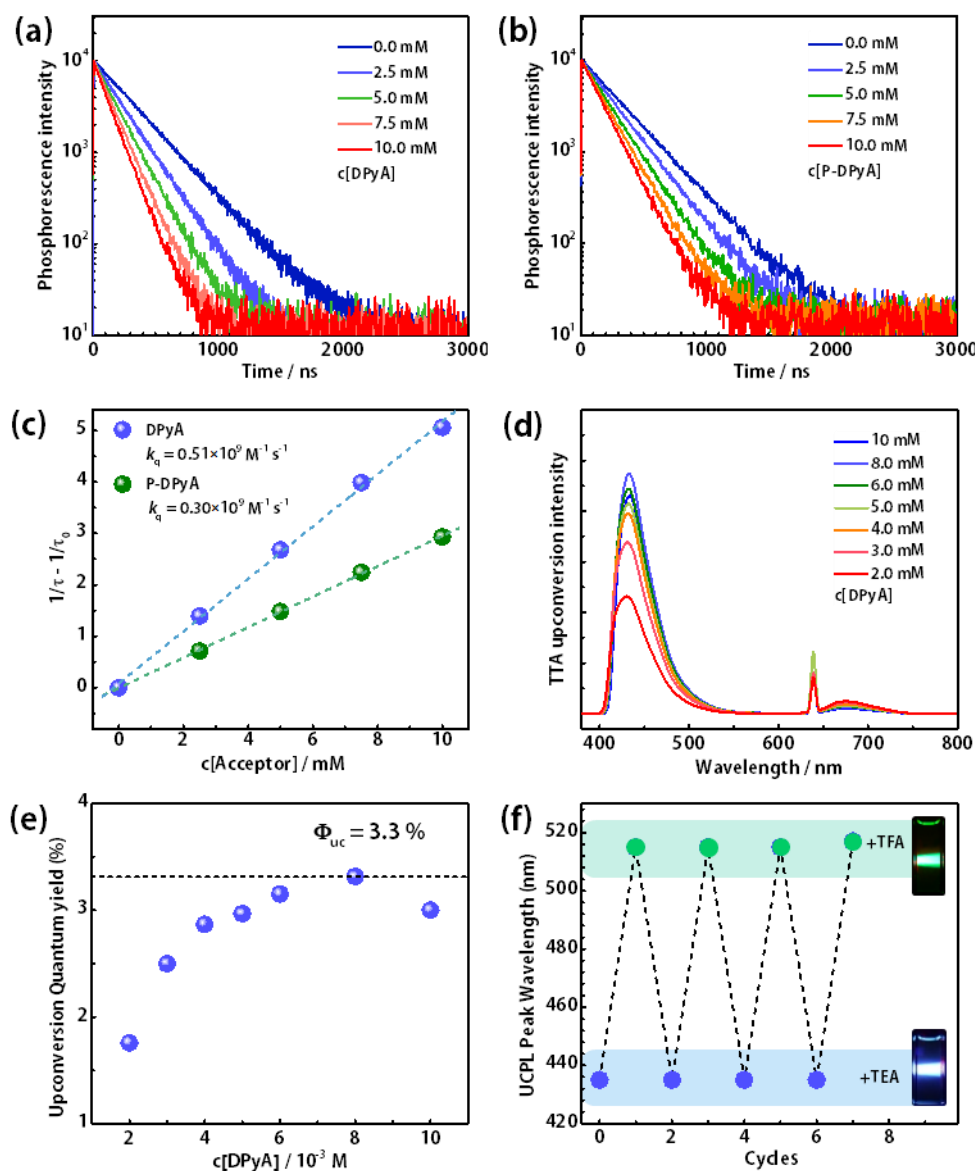 (a)
10⁴
10³
10²
10¹
Phosphorescence intensity
0.0 mM
2.5 mM
5.0 mM
7.5 mM
10.0 mM
c[DPyA]
0 1000 2000 3000
Time / ns
(b)
10⁴
10³
10²
10¹
Phosphorescence intensity
0.0 mM
2.5 mM
5.0 mM
7.5 mM
10.0 mM
c[P-DPyA]
0 1000 2000 3000
Time / ns
(c)
5
4
3
2
1
0
1/τ - 1/τ₀
DPyA
k_q = 0.51×10⁹ M⁻¹ s⁻¹
P-DPyA
k_q = 0.30×10⁹ M⁻¹ s⁻¹
0 2 4 6 8 10
c[Acceptor] / mM
(d)
TTA upconversion intensity
10 mM
8.0 mM
6.0 mM
5.0 mM
4.0 mM
3.0 mM
2.0 mM
c[DPyA]
400 500 600 700 800
Wavelength / nm
(e)
4
3
2
1
Upconversion Quantum yield (%)
Φuc = 3.3 %
2 4 6 8 10
c[DPyA] / 10⁻³ M
(f)
520
500
480
460
440
420
UCPL Peak Wavelength (nm)
+TFA
+TEA
0 2 4 6 8
Cycles